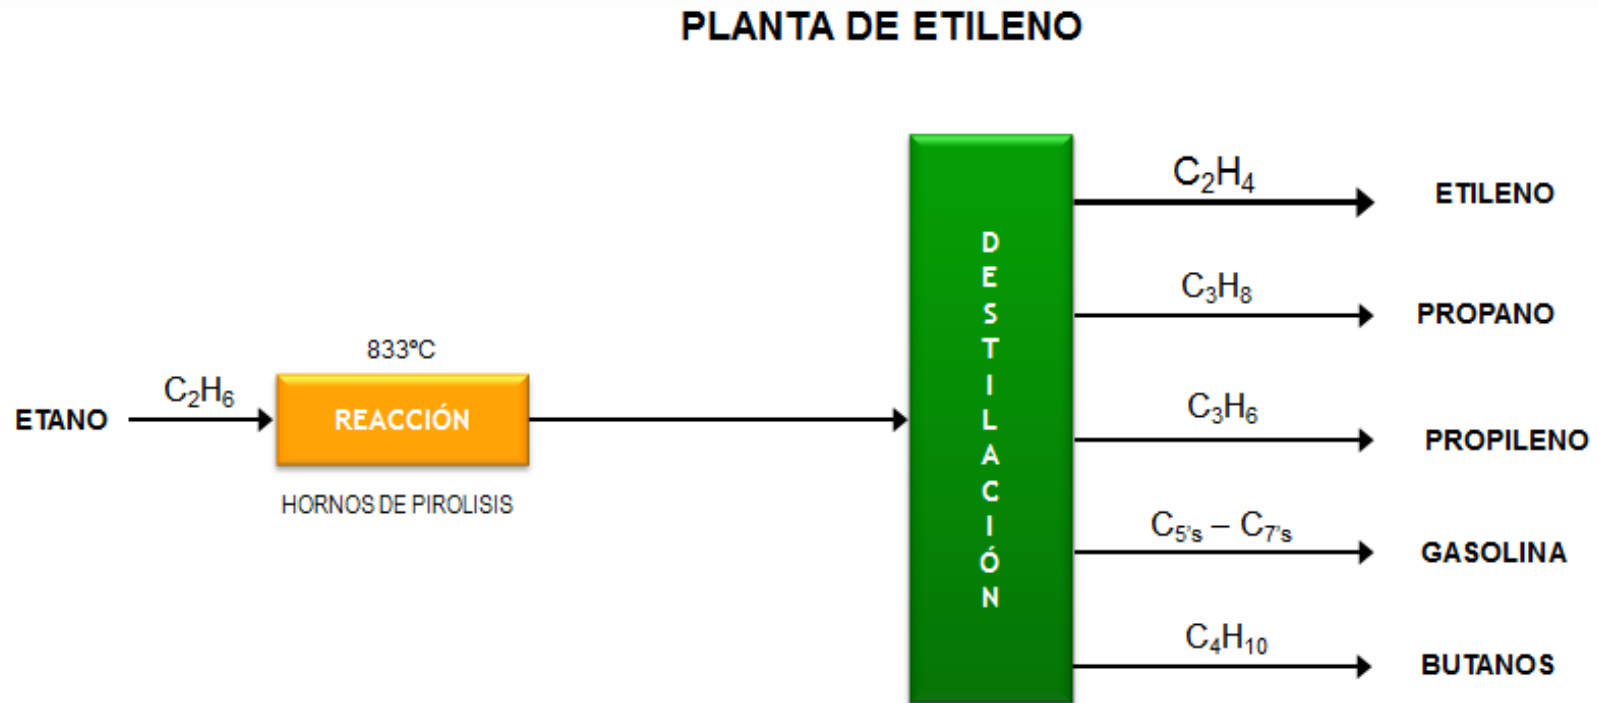 PLANTA DE ETILENO
ETANO
C₂H₆
833ºC
REACCIÓN
HORNOS DE PIROLISIS
DESTILACIÓN
C₂H₄
ETILENO
C₃H₈
PROPANO
C₃H₆
PROPILENO
C₅'s – C₇'s
GASOLINA
C₄H₁₀
BUTANOS